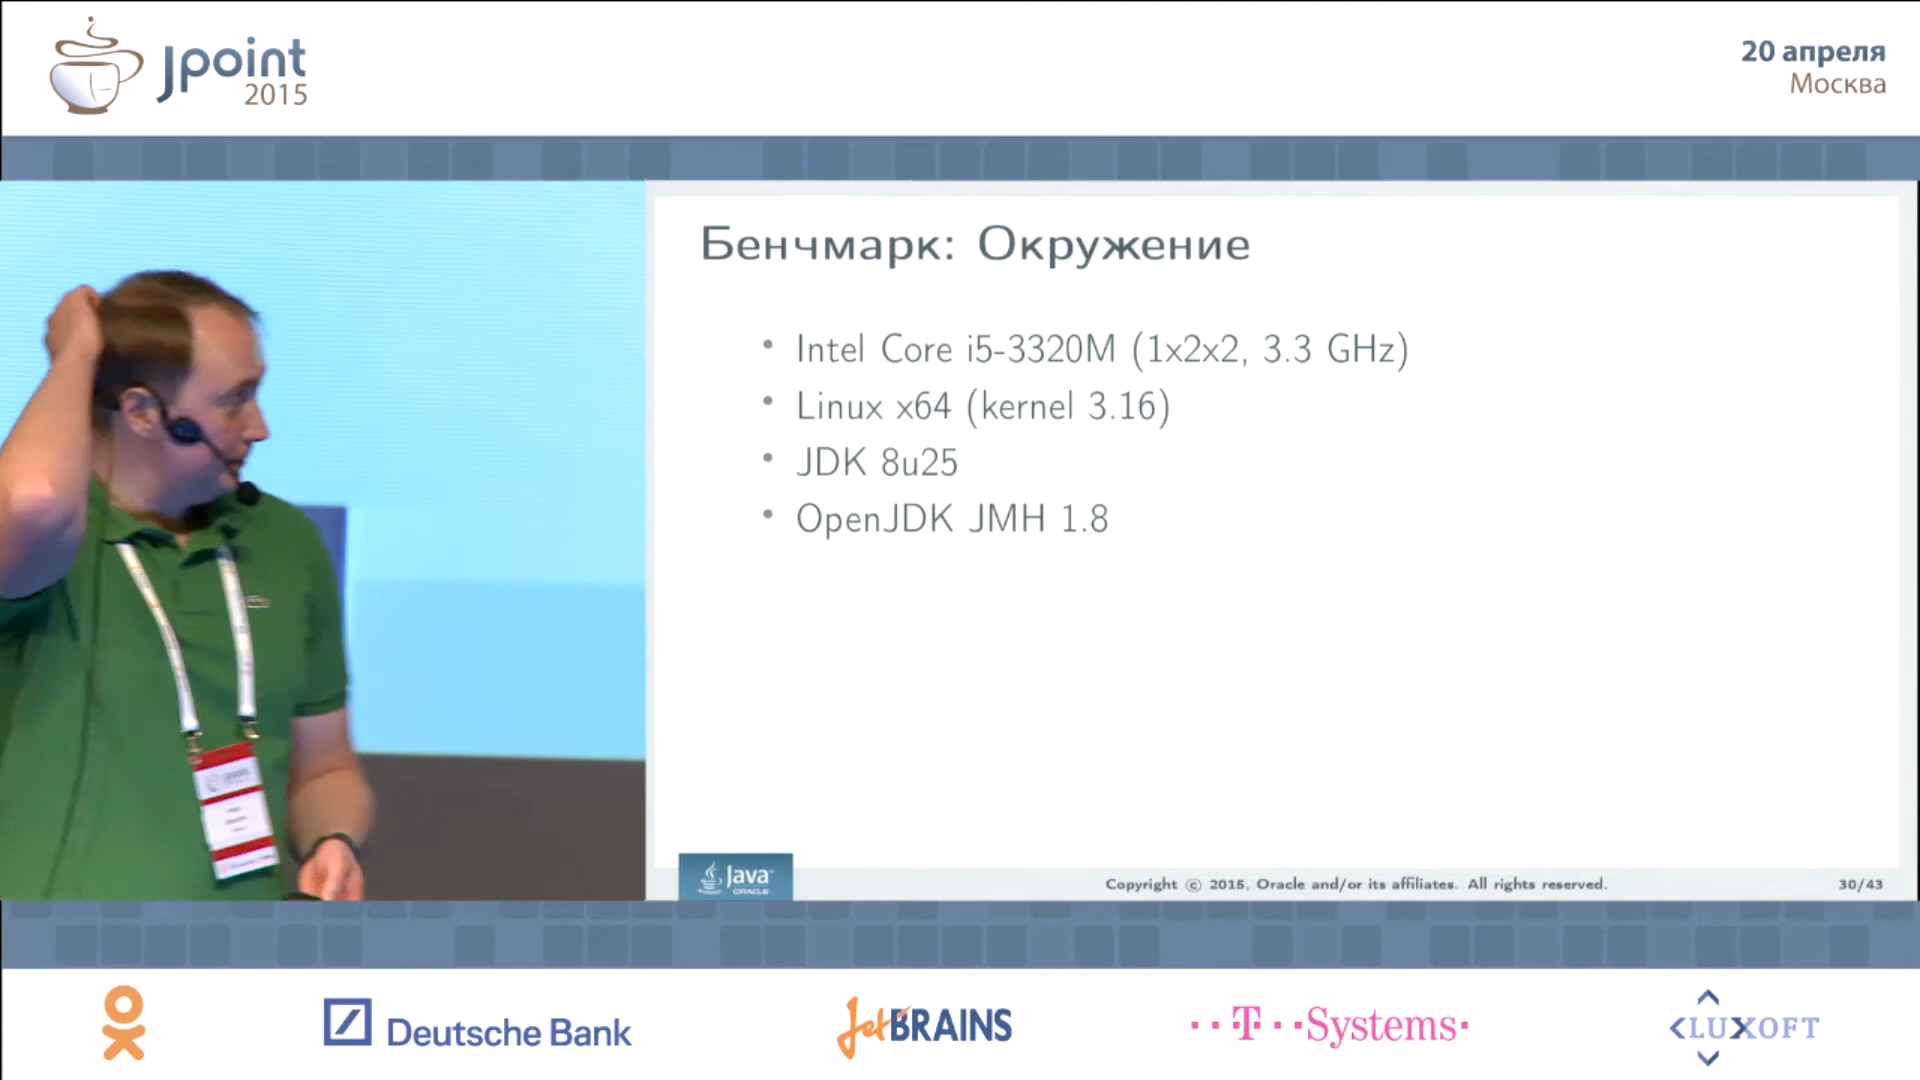 Jpoint
2015
20 апреля
Москва
Бенчмарк: Окружение
• Intel Core i5-3320M (1x2x2, 3.3 GHz)
• Linux x64 (kernel 3.16)
• JDK 8u25
• OpenJDK JMH 1.8
Java™
ORACLE
Copyright © 2015, Oracle and/or its affiliates. All rights reserved.
30/43
Deutsche Bank
JetBRAINS
··T··Systems·
LUXOFT